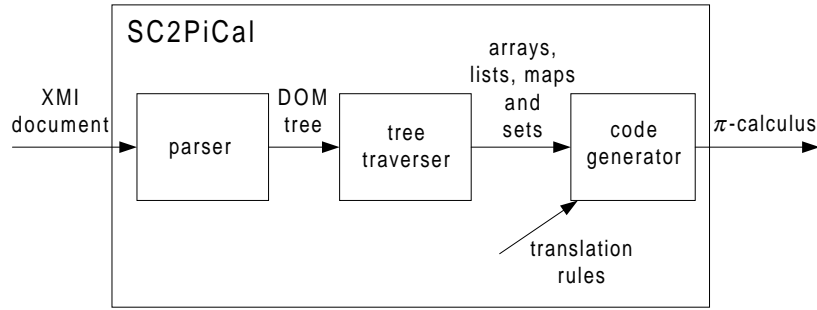 SC2PiCal
XMI
document
parser
DOM
tree
tree
traverser
arrays,
lists, maps
and
sets
code
generator
π-calculus
translation
rules